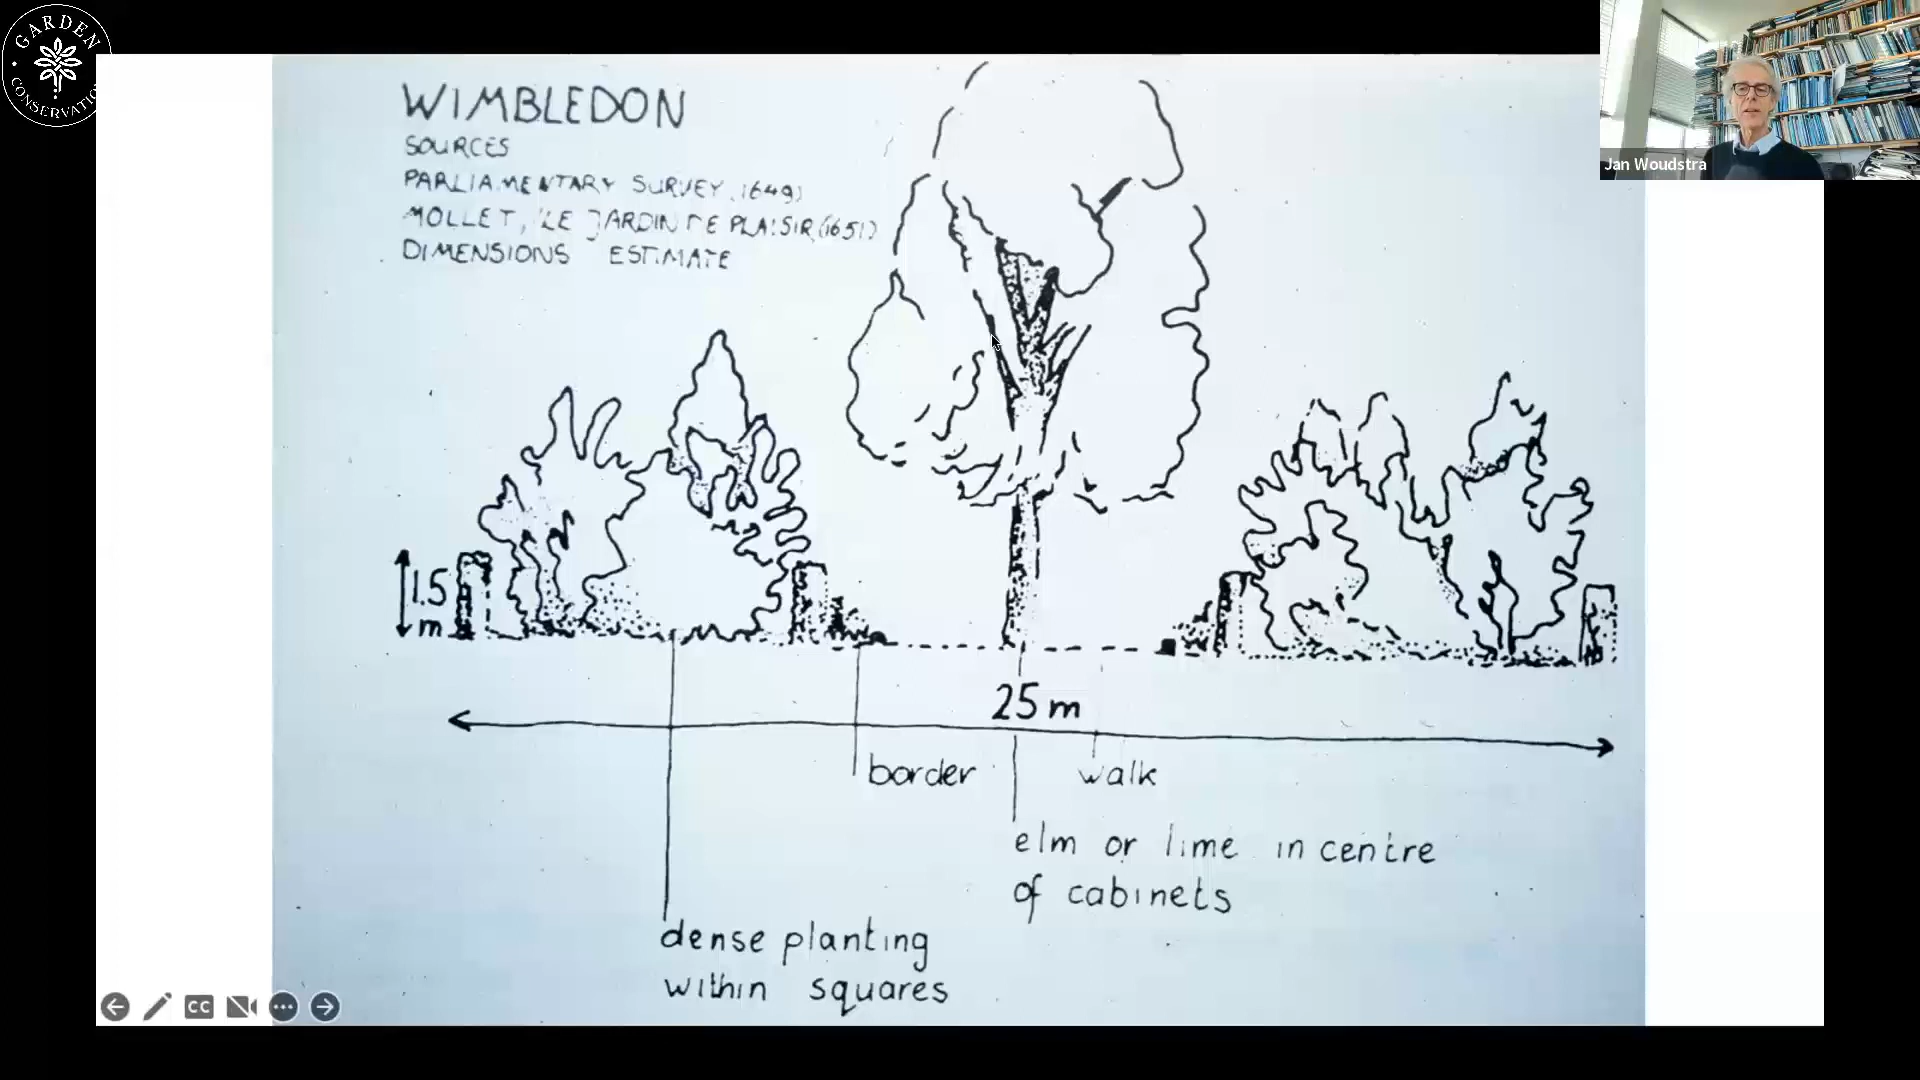 GARDEN
CONSERVATI
Jan Woudstra
WIMBLEDON
SOURCES
PARLIAMENTARY SURVEY (1649)
MOLLET, 'LE JARDIN DE PLAISIR (1651)
DIMENSIONS ESTIMATE
1.5
m
25 m
border
walk
elm or lime in centre
of cabinets
dense planting
within squares
CC